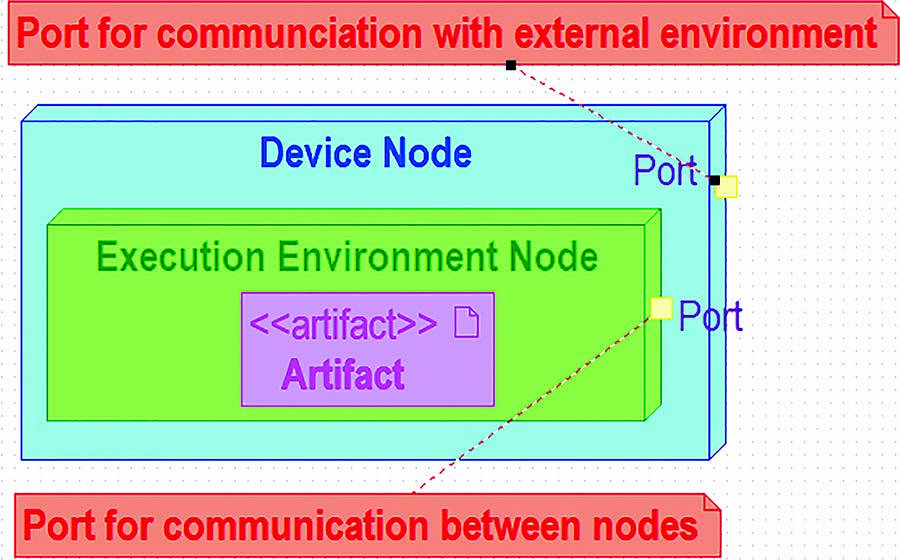 Port for communciation with external environment
Device Node
Port
Execution Environment Node
<<artifact>>
Artifact
Port
Port for communication between nodes